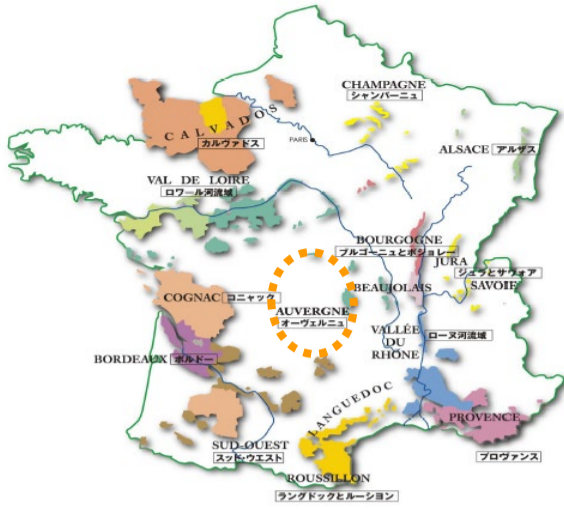 CHAMPAGNE
シャンパーニュ
CALVADOS
カルヴァドス
PARIS
ALSACE アルザス
VAL DE LOIRE
ロワール河流域
BOURGOGNE
ブルゴーニュとボジョレー
JURA
ジュラとサヴォア
SAVOIE
BEAUJOLAIS
COGNAC コニャック
AUVERGNE
オーヴェルニュ
VALLÉE
DU
RHÔNE
ローヌ河流域
BORDEAUX ボルドー
LANGUEDOC
PROVENCE
プロヴァンス
SUD-OUEST
スッド・ウエスト
ROUSSILLON
ラングドックとルーション